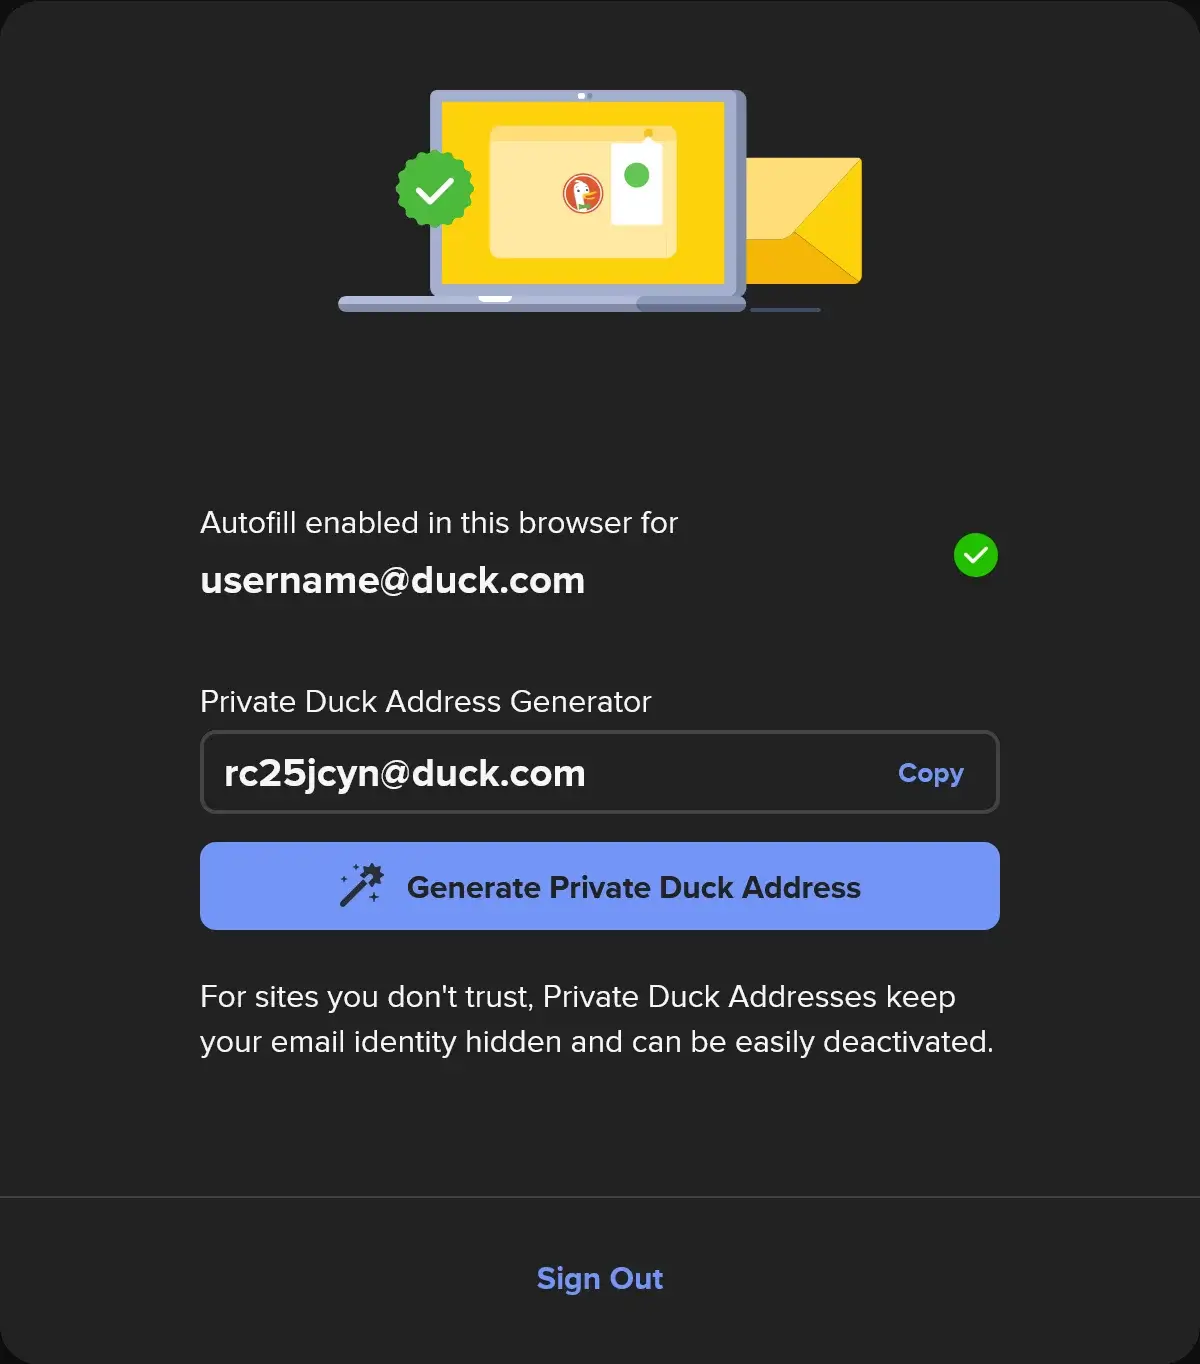 Autofill enabled in this browser for
username@duck.com
Private Duck Address Generator
rc25jcyn@duck.com
Copy
Generate Private Duck Address
For sites you don't trust, Private Duck Addresses keep
your email identity hidden and can be easily deactivated.
Sign Out